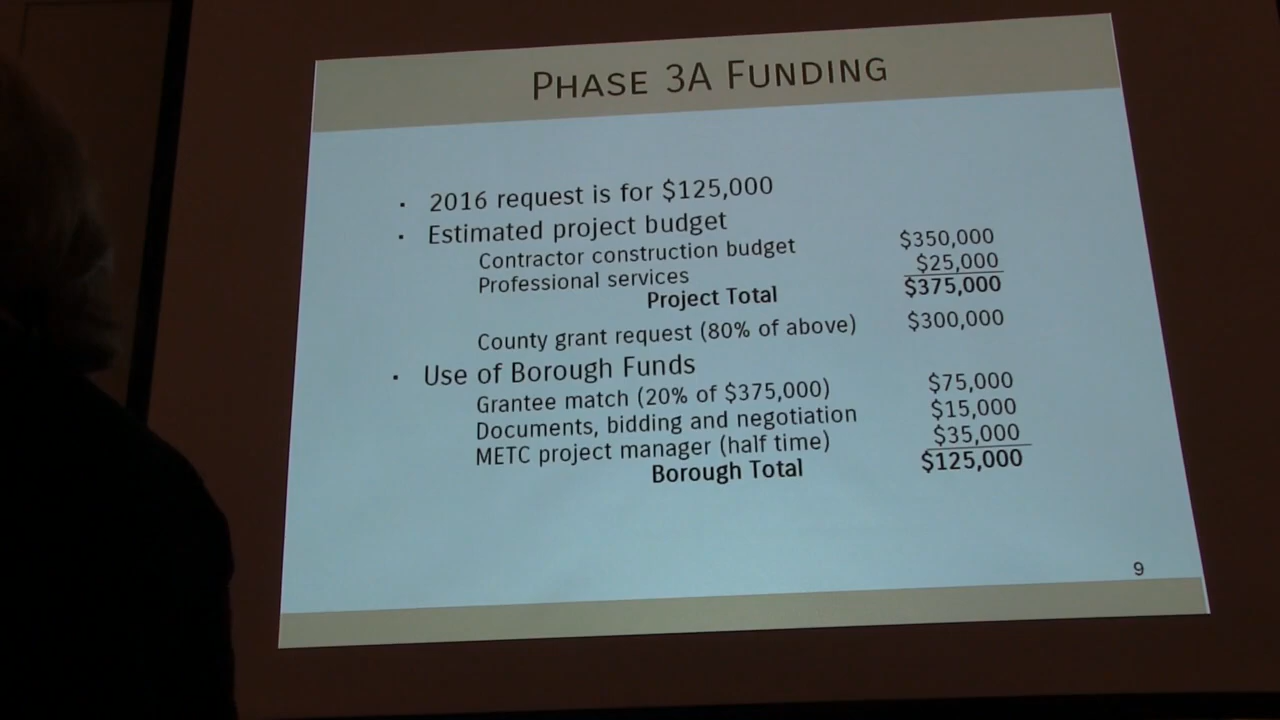 PHASE 3A FUNDING
· 2016 request is for $125,000
· Estimated project budget
Contractor construction budget $350,000
Professional services $25,000
Project Total $375,000
County grant request (80% of above) $300,000
· Use of Borough Funds
Grantee match (20% of $375,000) $75,000
Documents, bidding and negotiation $15,000
METC project manager (half time) $35,000
Borough Total $125,000
9